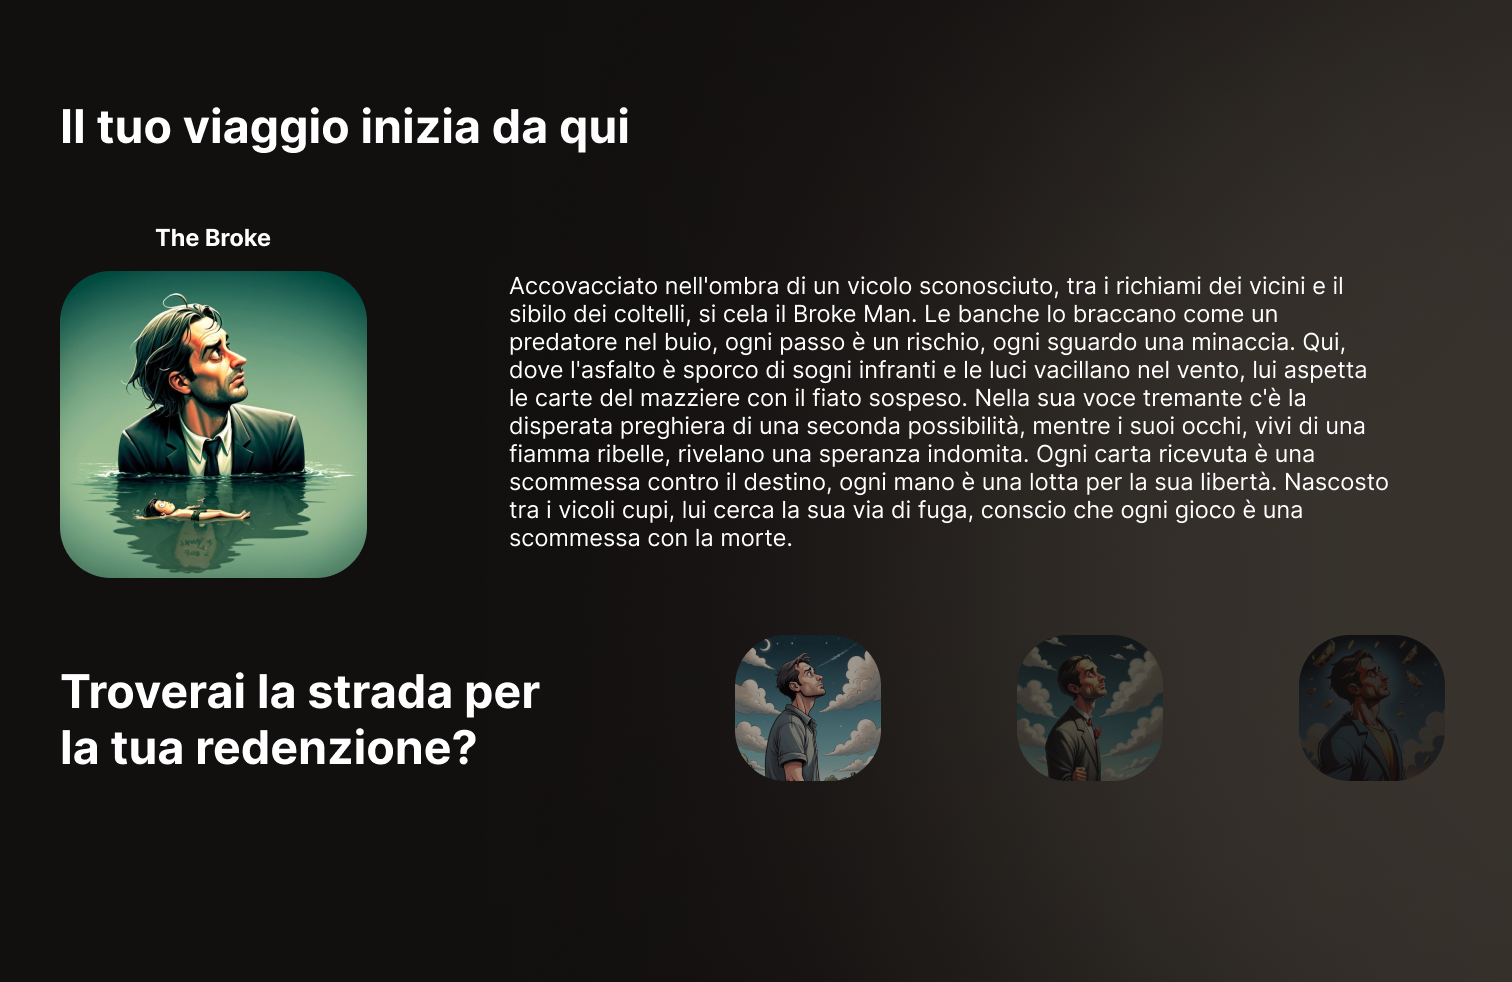 Il tuo viaggio inizia da qui
The Broke
Accovacciato nell'ombra di un vicolo sconosciuto, tra i richiami dei vicini e il
sibilo dei coltelli, si cela il Broke Man. Le banche lo braccano come un
predatore nel buio, ogni passo è un rischio, ogni sguardo una minaccia. Qui,
dove l'asfalto è sporco di sogni infranti e le luci vacillano nel vento, lui aspetta
le carte del mazziere con il fiato sospeso. Nella sua voce tremante c'è la
disperata preghiera di una seconda possibilità, mentre i suoi occhi, vivi di una
fiamma ribelle, rivelano una speranza indomita. Ogni carta ricevuta è una
scommessa contro il destino, ogni mano è una lotta per la sua libertà. Nascosto
tra i vicoli cupi, lui cerca la sua via di fuga, conscio che ogni gioco è una
scommessa con la morte.
Troverai la strada per
la tua redenzione?